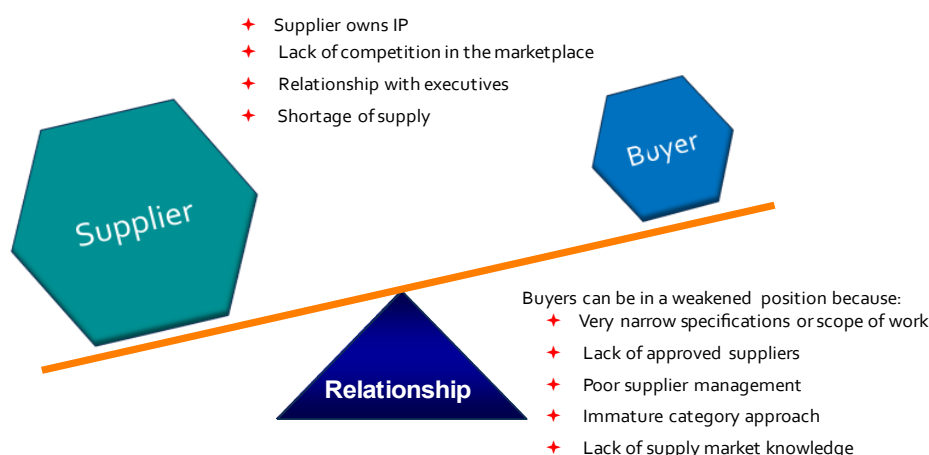 Supplier owns IP
Lack of competition in the marketplace
Relationship with executives
Shortage of supply
Supplier
Buyer
Relationship
Buyers can be in a weakened position because:
Very narrow specifications or scope of work
Lack of approved suppliers
Poor supplier management
Immature category approach
Lack of supply market knowledge